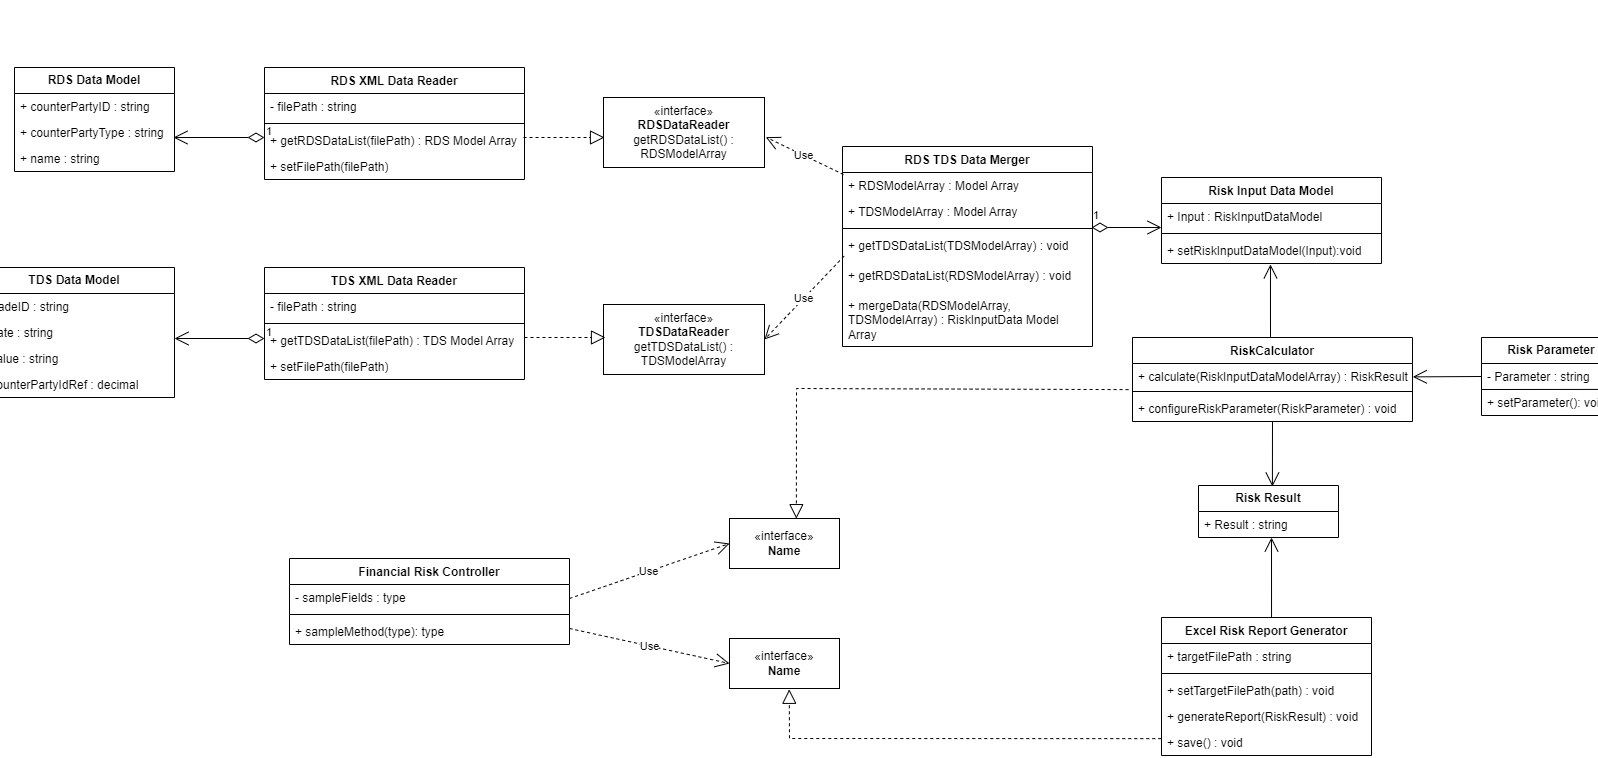 RDS Data Model
+ counterPartyID : string
+ counterPartyType : string
+ name : string
RDS XML Data Reader
- filePath : string
1
+ getRDSDataList(filePath) : RDS Model Array
+ setFilePath(filePath)
«interface»
RDSDataReader
getRDSDataList() :
RDSModelArray
Use
RDS TDS Data Merger
+ RDSModelArray : Model Array
+ TDSModelArray : Model Array
+ getTDSDataList(TDSModelArray) : void
+ getRDSDataList(RDSModelArray) : void
+ mergeData(RDSModelArray,
TDSModelArray) : RiskInputData Model
Array
1
Risk Input Data Model
+ Input : RiskInputDataModel
+ setRiskInputDataModel(Input):void
TDS Data Model
adeID : string
ate : string
alue : string
ounterPartyIdRef : decimal
TDS XML Data Reader
- filePath : string
1
+ getTDSDataList(filePath) : TDS Model Array
+ setFilePath(filePath)
«interface»
TDSDataReader
getTDSDataList() :
TDSModelArray
Use
RiskCalculator
+ calculate(RiskInputDataModelArray) : RiskResult
+ configureRiskParameter(RiskParameter) : void
Risk Parameter
- Parameter : string
+ setParameter(): voi
Risk Result
+ Result : string
«interface»
Name
Financial Risk Controller
- sampleFields : type
+ sampleMethod(type): type
Use
Use
«interface»
Name
Excel Risk Report Generator
+ targetFilePath : string
+ setTargetFilePath(path) : void
+ generateReport(RiskResult) : void
+ save() : void